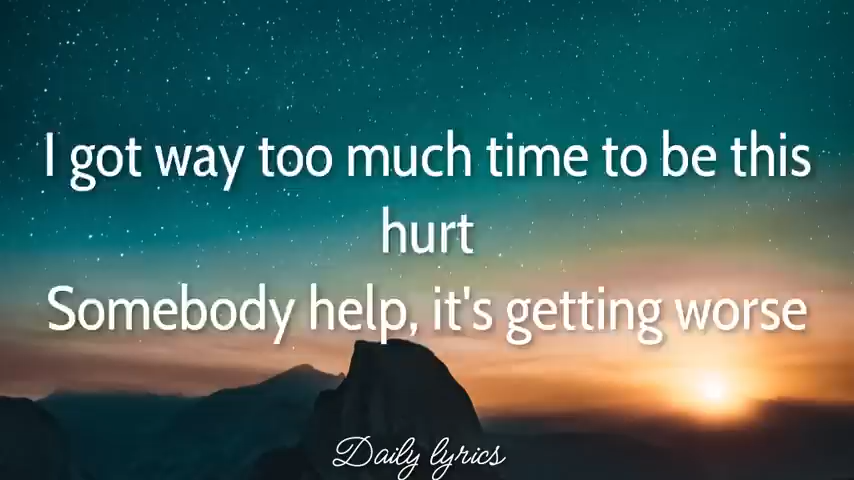 I got way too much time to be this
hurt
Somebody help, it's getting worse
Daily lyrics